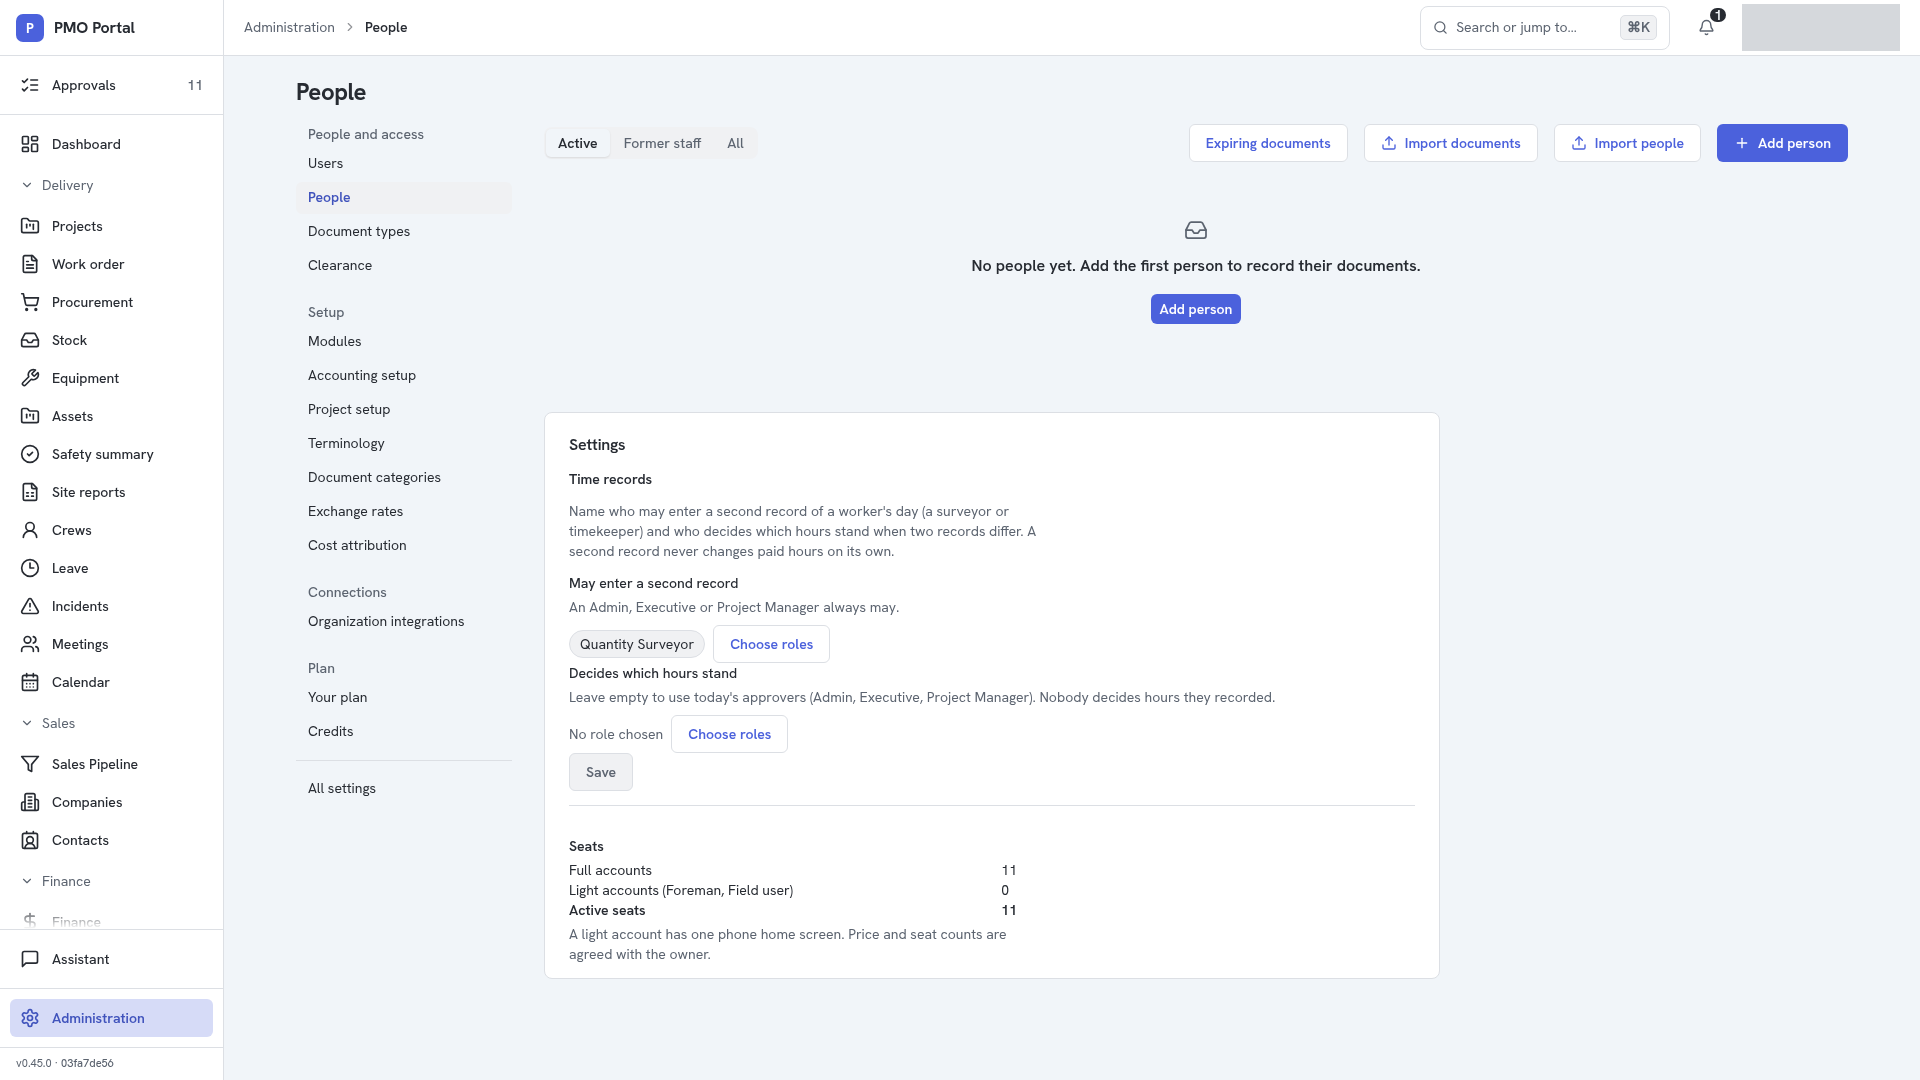 P PMO Portal
Administration > People
Search or jump to... ⌘K
1
Approvals 11
Dashboard
Delivery
Projects
Work order
Procurement
Stock
Equipment
Assets
Safety summary
Site reports
Crews
Leave
Incidents
Meetings
Calendar
Sales
Sales Pipeline
Companies
Contacts
Finance
Finance
Assistant
Administration
v0.45.0 · 03fa7de56
People
People and access
Users
People
Document types
Clearance
Setup
Modules
Accounting setup
Project setup
Terminology
Document categories
Exchange rates
Cost attribution
Connections
Organization integrations
Plan
Your plan
Credits
All settings
Active Former staff All
Expiring documents Import documents Import people + Add person
No people yet. Add the first person to record their documents.
Add person
Settings
Time records
Name who may enter a second record of a worker's day (a surveyor or
timekeeper) and who decides which hours stand when two records differ. A
second record never changes paid hours on its own.
May enter a second record
An Admin, Executive or Project Manager always may.
Quantity Surveyor Choose roles
Decides which hours stand
Leave empty to use today's approvers (Admin, Executive, Project Manager). Nobody decides hours they recorded.
No role chosen Choose roles
Save
Seats
Full accounts 11
Light accounts (Foreman, Field user) 0
Active seats 11
A light account has one phone home screen. Price and seat counts are
agreed with the owner.